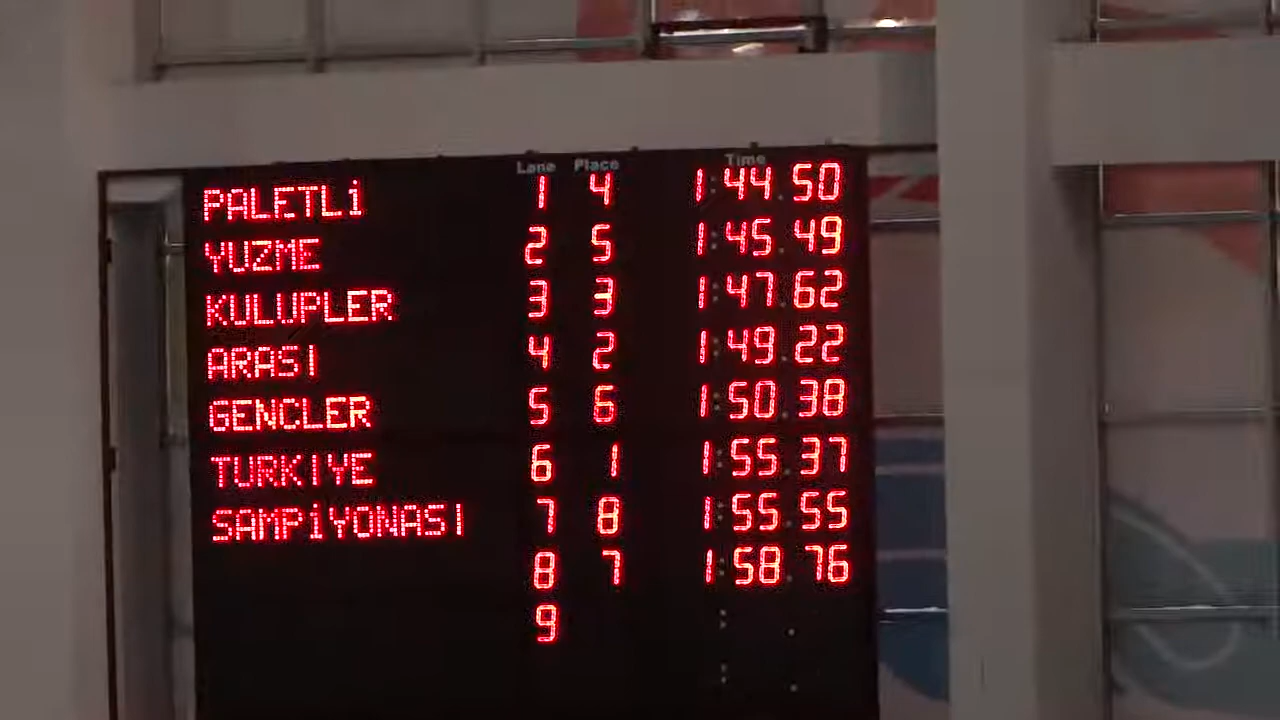 Lane Place Time
PALETLi 1 4 1:44.50
YUZME 2 5 1:45.49
KULUPLER 3 3 1:47.62
ARASI 4 2 1:49.22
GENCLER 5 6 1:50.38
TURKIYE 6 1 1:55.37
SAMPiYONASI 7 8 1:55.55
8 7 1:58.76
9 : .
: .